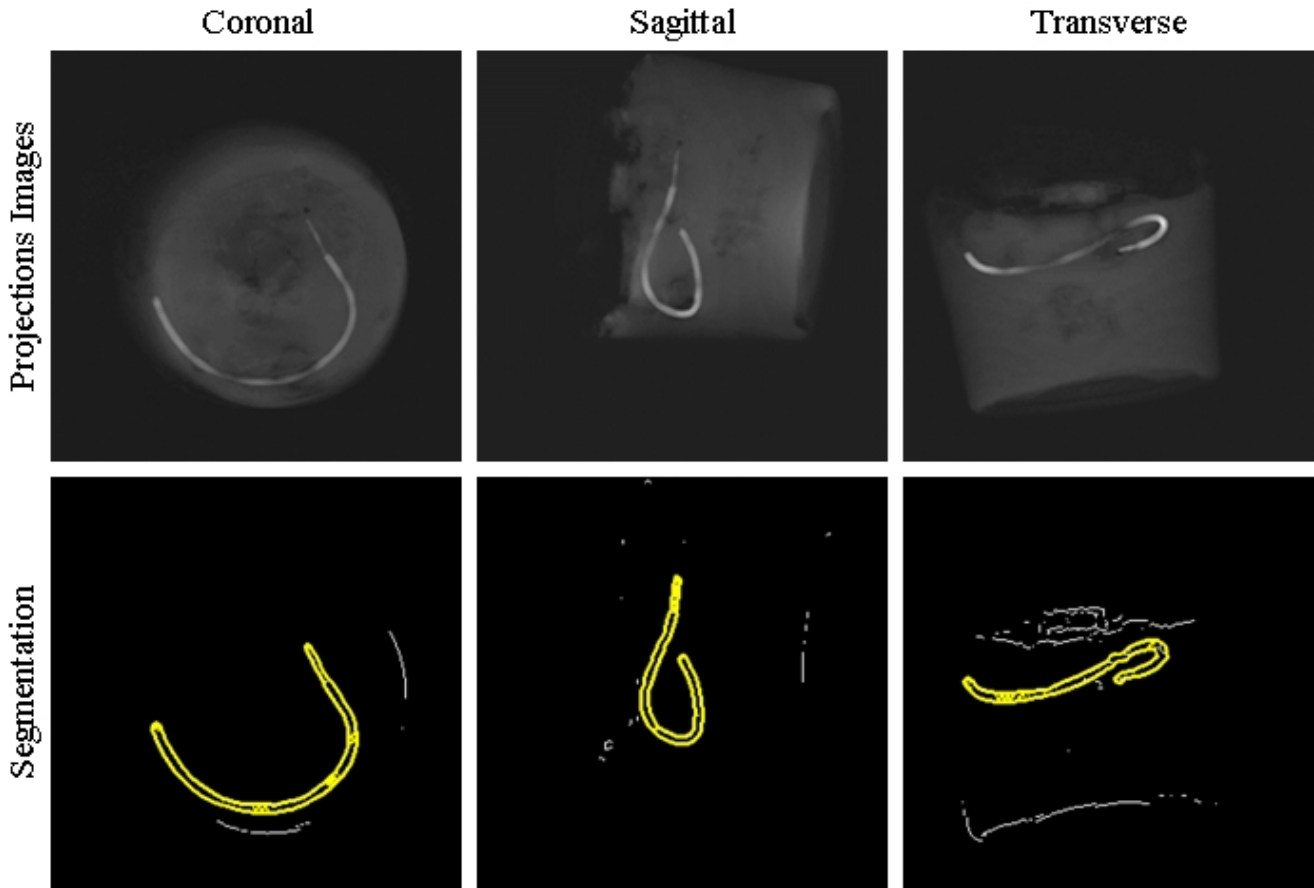 Coronal
Sagittal
Transverse
Projections Images
Segmentation